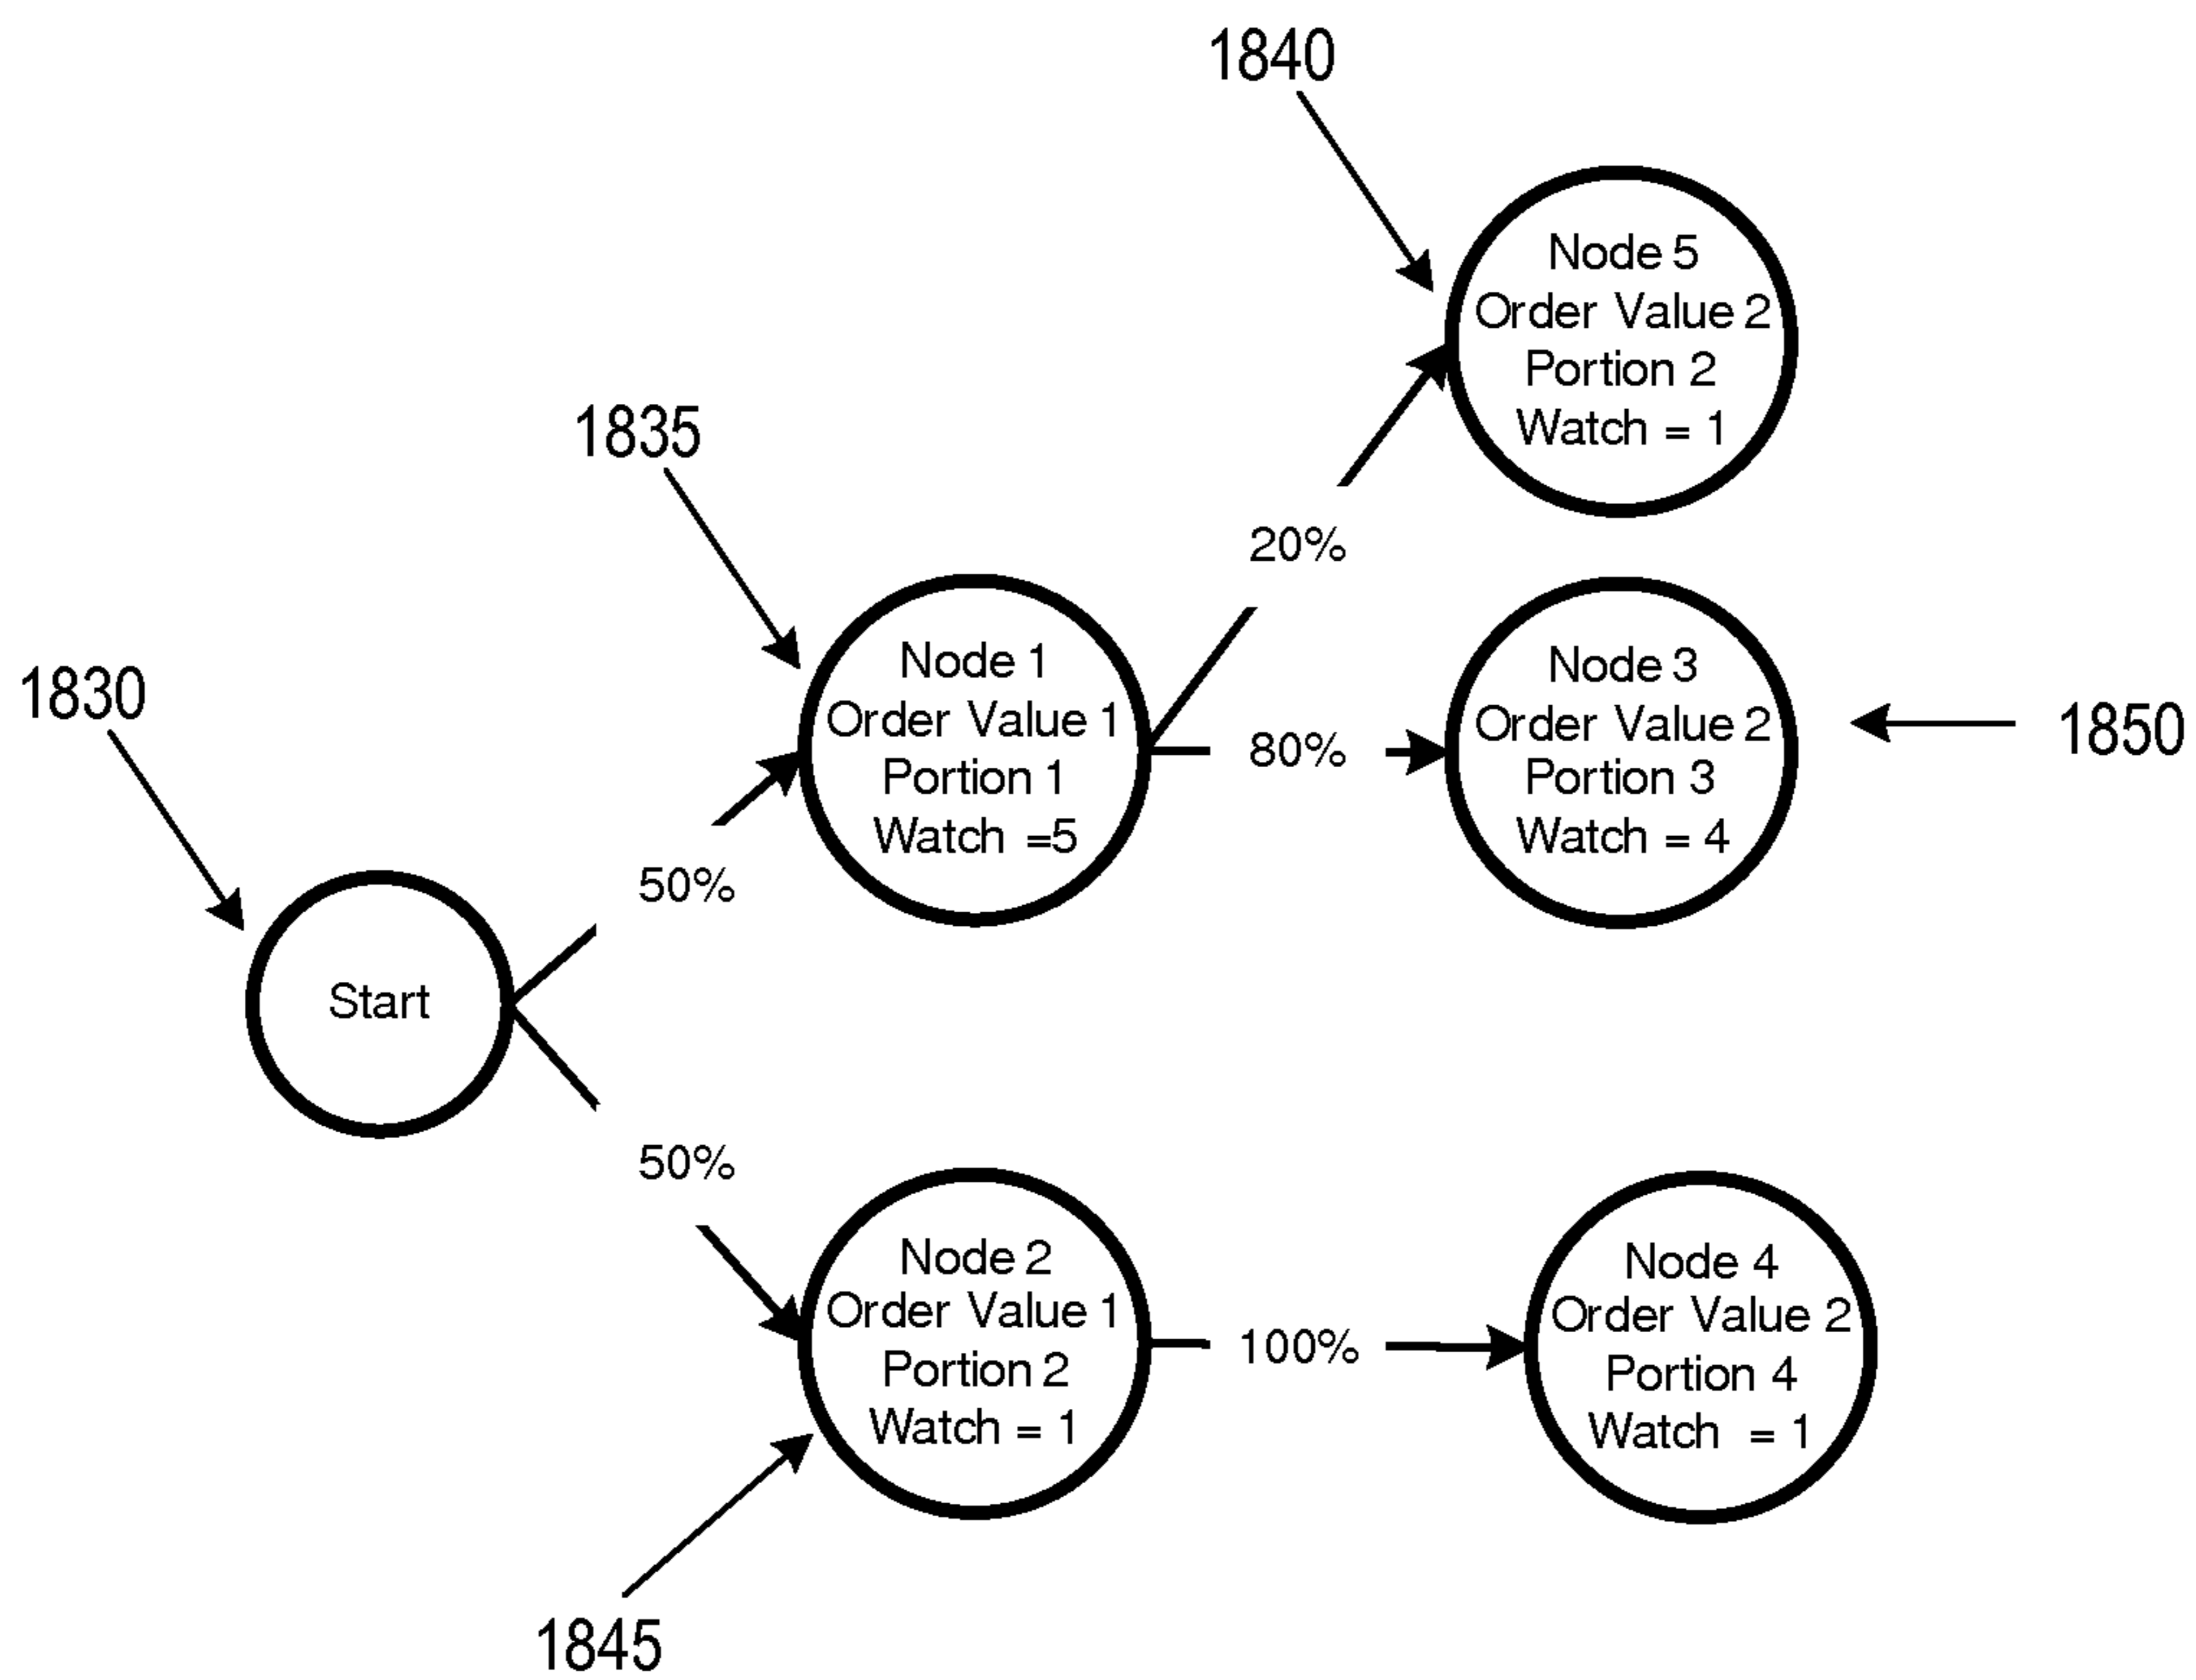 1840
Node 5
Order Value 2
Portion 2
Watch = 1
1835
20%
Node 1
Order Value 1
Portion 1
Watch =5
80%
Node 3
Order Value 2
Portion 3
Watch = 4
1850
1830
50%
Start
50%
Node 2
Order Value 1
Portion 2
Watch = 1
100%
Node 4
Order Value 2
Portion 4
Watch = 1
1845